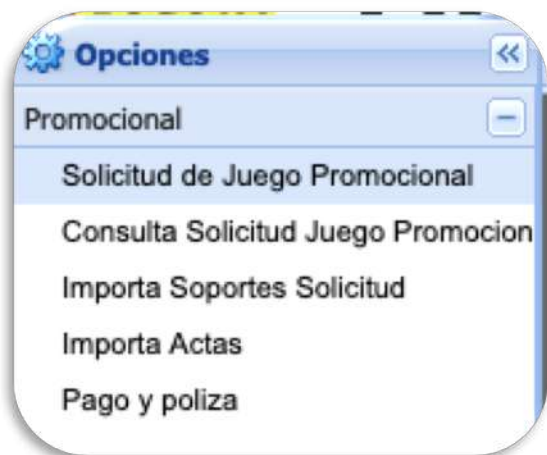 Opciones
Promocional
Solicitud de Juego Promocional
Consulta Solicitud Juego Promocion
Importa Soportes Solicitud
Importa Actas
Pago y poliza